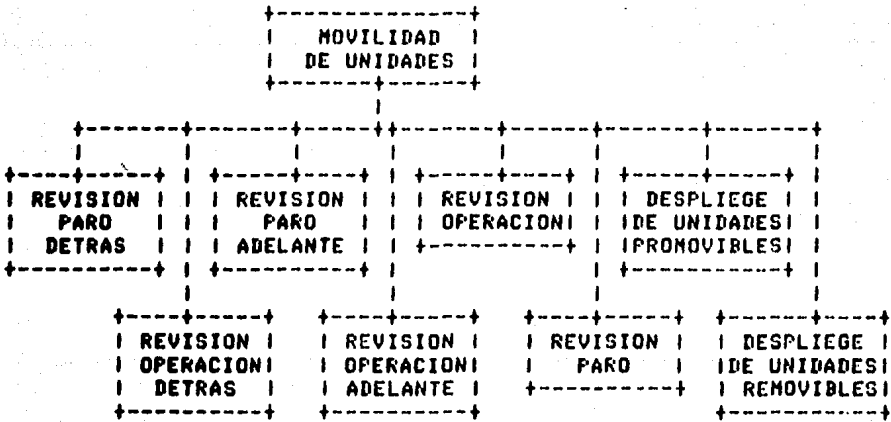 MOVILIDAD
DE UNIDADES
REVISION
PARO
DETRAS
REVISION
PARO
ADELANTE
REVISION
OPERACION
DESPLIEGE
DE UNIDADES
PROMOVIBLES
REVISION
OPERACION
DETRAS
REVISION
OPERACION
ADELANTE
REVISION
PARO
DESPLIEGE
DE UNIDADES
REMOVIBLES